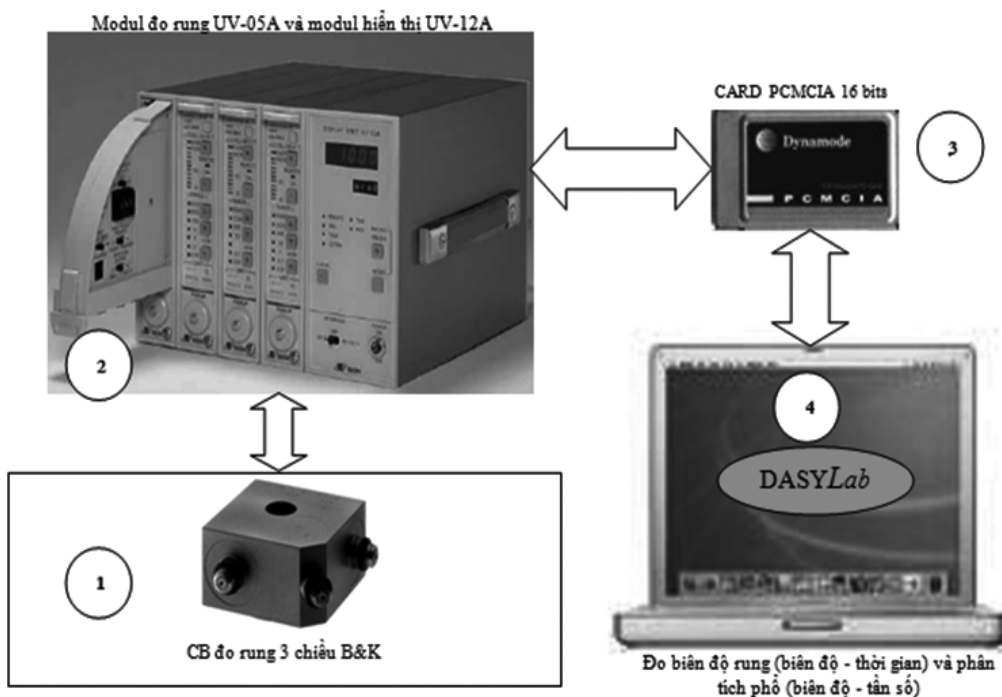 Modul đo rung UV-05A và modul hiển thị UV-12A
CARD PCMCIA 16 bits
Dynamode
3
PCMCIA
1000
2
4
DASYLab
1
CB đo rung 3 chiều B&K
Đo biên độ rung (biên độ - thời gian) và phân
tích phổ (biên độ - tần số)